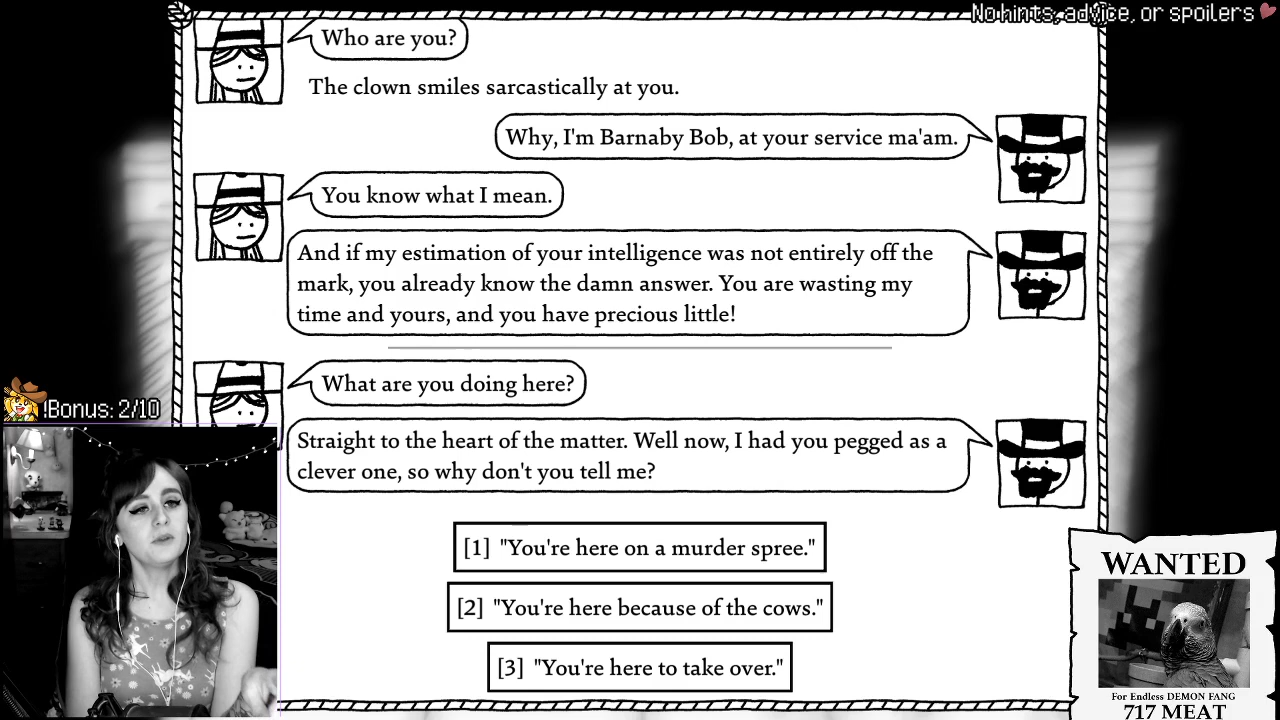 No hints, advice, or spoilers
Who are you?
The clown smiles sarcastically at you.
Why, I'm Barnaby Bob, at your service ma'am.
You know what I mean.
And if my estimation of your intelligence was not entirely off the
mark, you already know the damn answer. You are wasting my
time and yours, and you have precious little!
What are you doing here?
Straight to the heart of the matter. Well now, I had you pegged as a
clever one, so why don't you tell me?
[1] "You're here on a murder spree."
[2] "You're here because of the cows."
[3] "You're here to take over."
!Bonus: 2/10
WANTED
For Endless DEMON FANG
717 MEAT